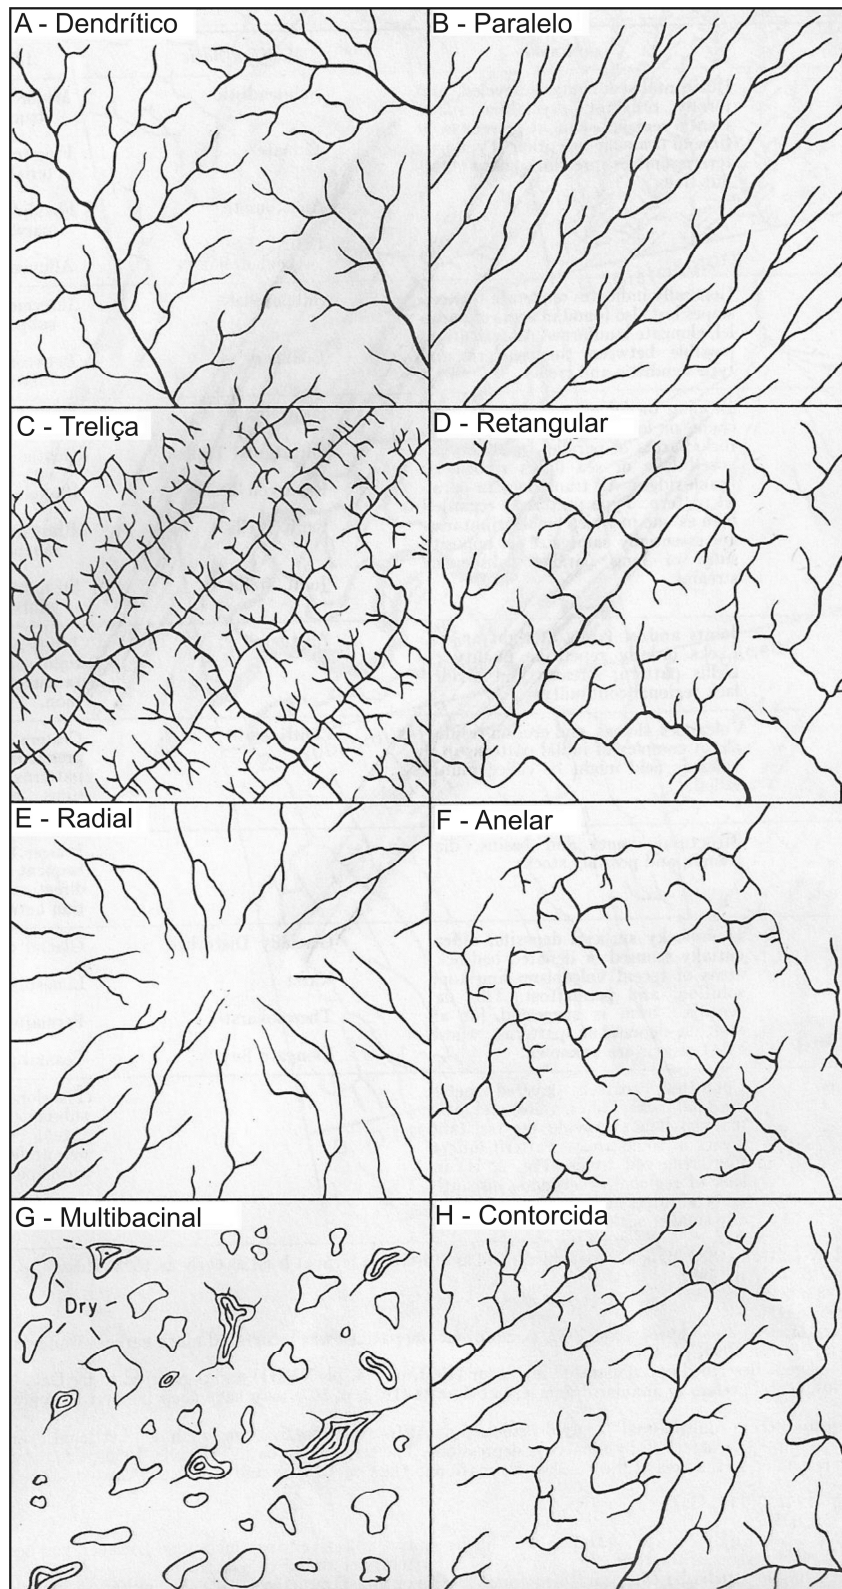 A - Dendrítico
B - Paralelo
C - Treliça
D - Retangular
E - Radial
F - Anelar
G - Multibacinal
Dry
H - Contorcida